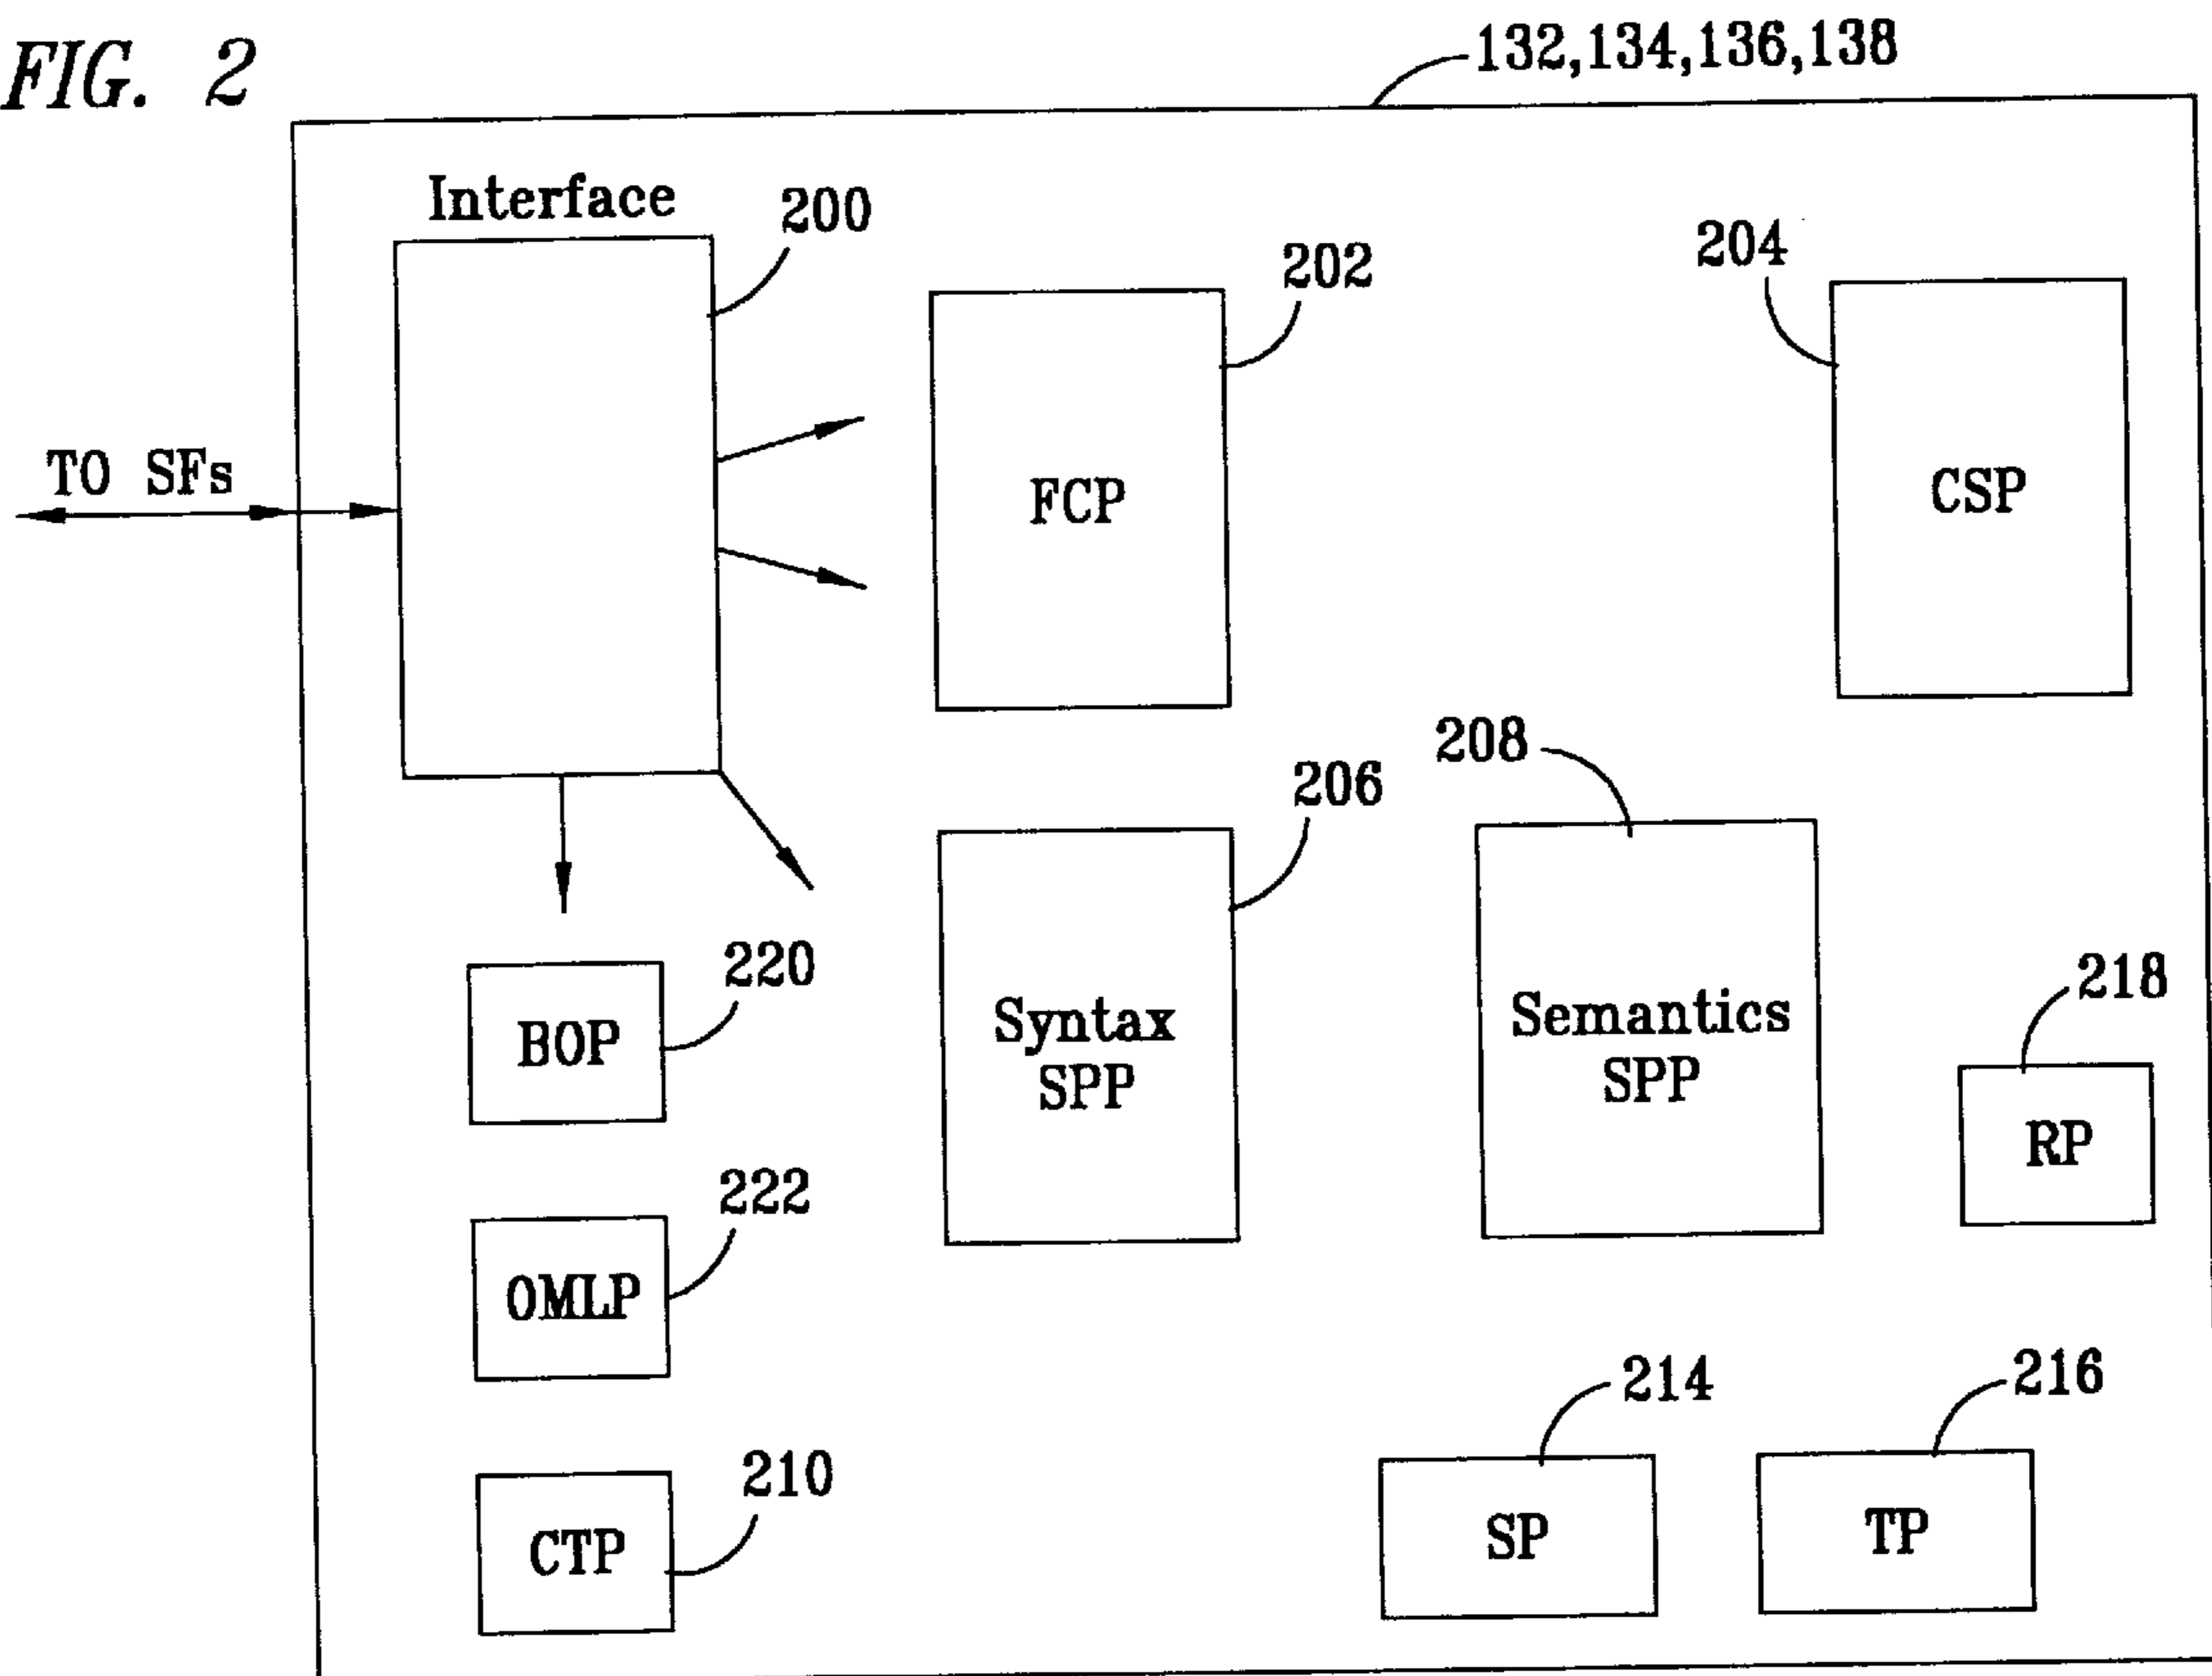 FIG. 2
132,134,136,138
Interface
200
202
204
TO SFs
FCP
CSP
206
208
220
BOP
Syntax
SPP
Semantics
SPP
218
RP
222
OMLP
214
216
210
CTP
SP
TP